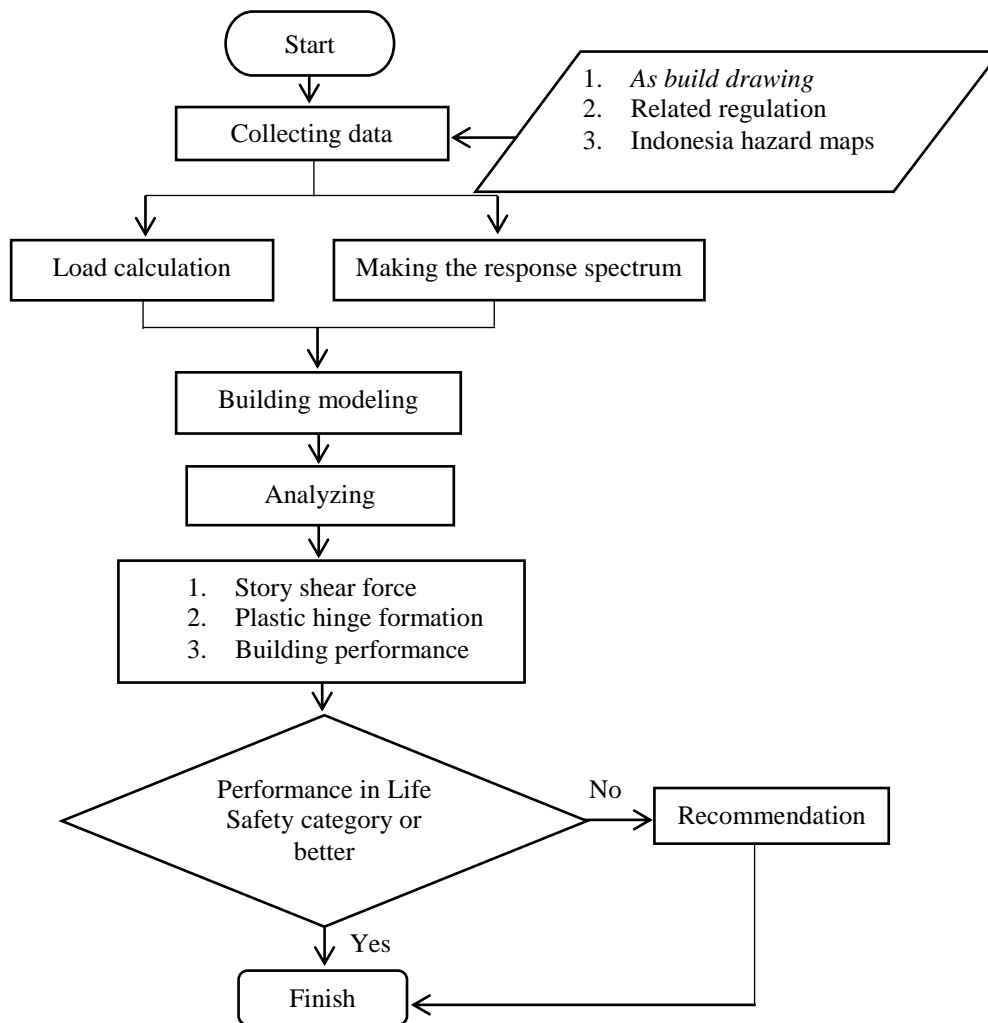 Start
1. As build drawing
2. Related regulation
3. Indonesia hazard maps
Collecting data
Load calculation
Making the response spectrum
Building modeling
Analyzing
1. Story shear force
2. Plastic hinge formation
3. Building performance
Performance in Life
Safety category or
better
No
Recommendation
Yes
Finish